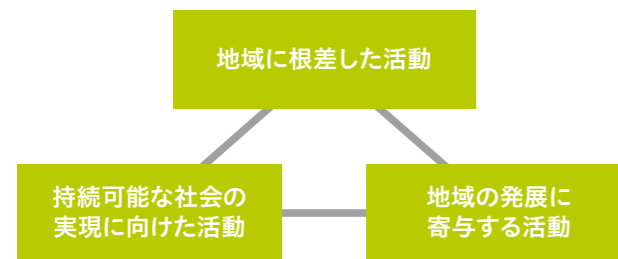 地域に根差した活動
持続可能な社会の
実現に向けた活動
地域の発展に
寄与する活動